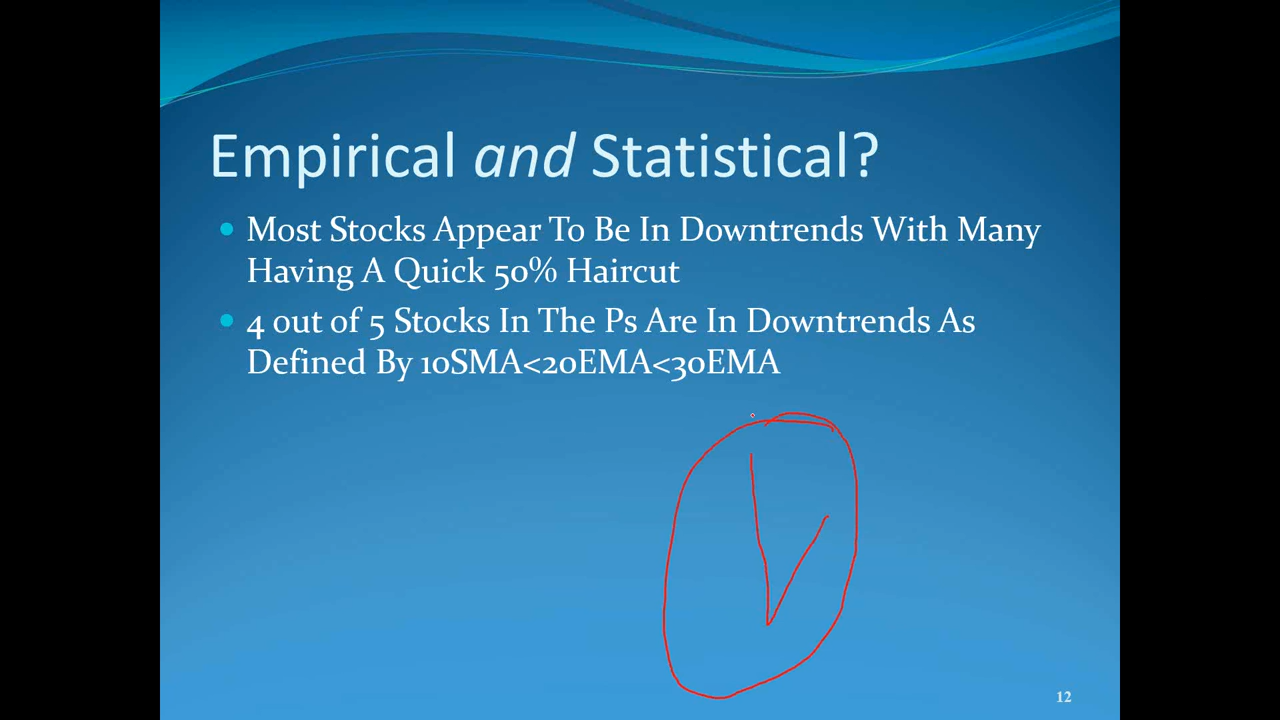 Empirical and Statistical?
Most Stocks Appear To Be In Downtrends With Many
Having A Quick 50% Haircut
4 out of 5 Stocks In The Ps Are In Downtrends As
Defined By 10SMA<20EMA<30EMA
12